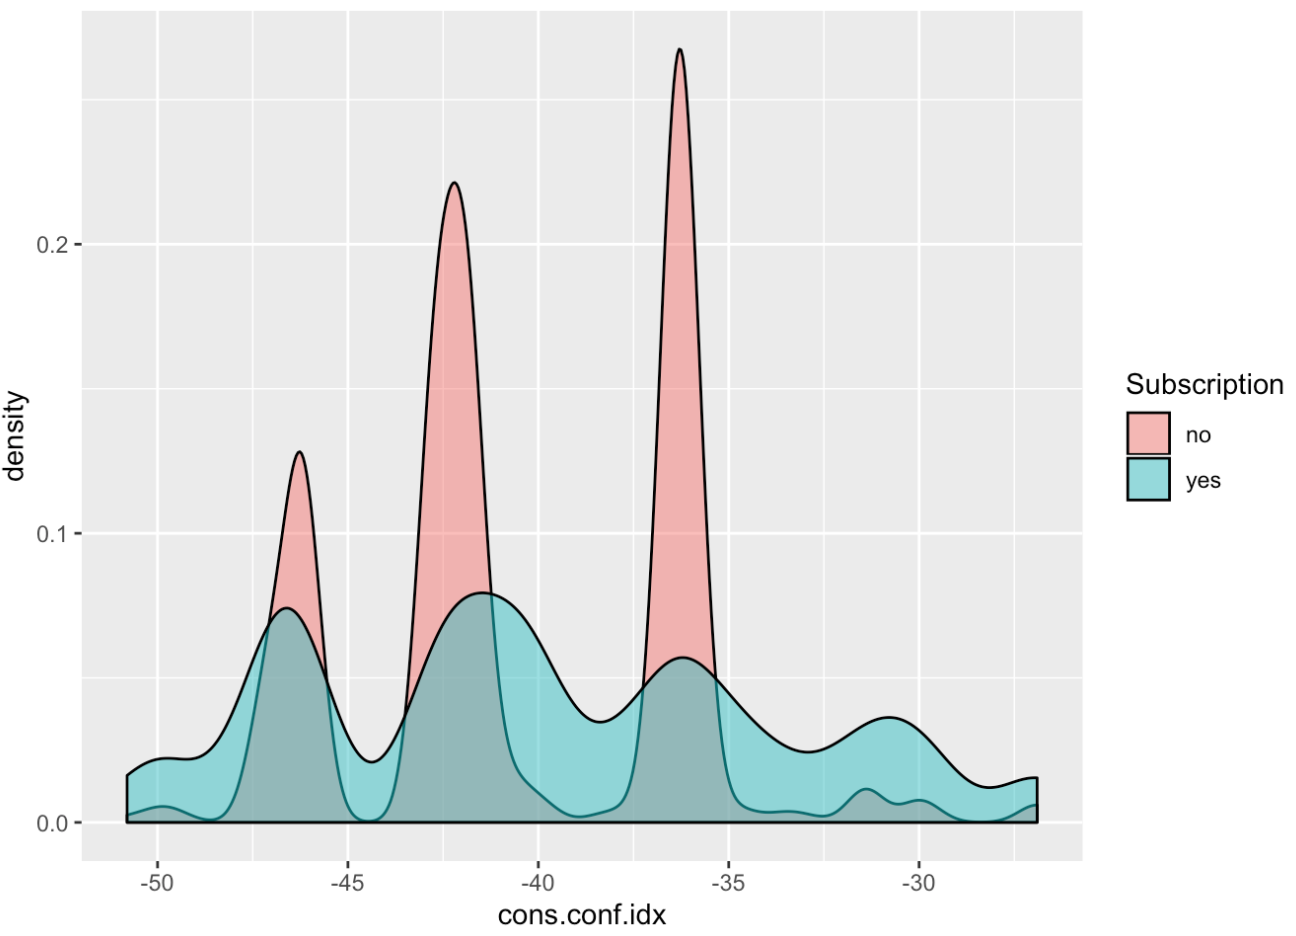 0.2
0.1
0.0
density
-50 -45 -40 -35 -30
cons.conf.idx
Subscription
no
yes